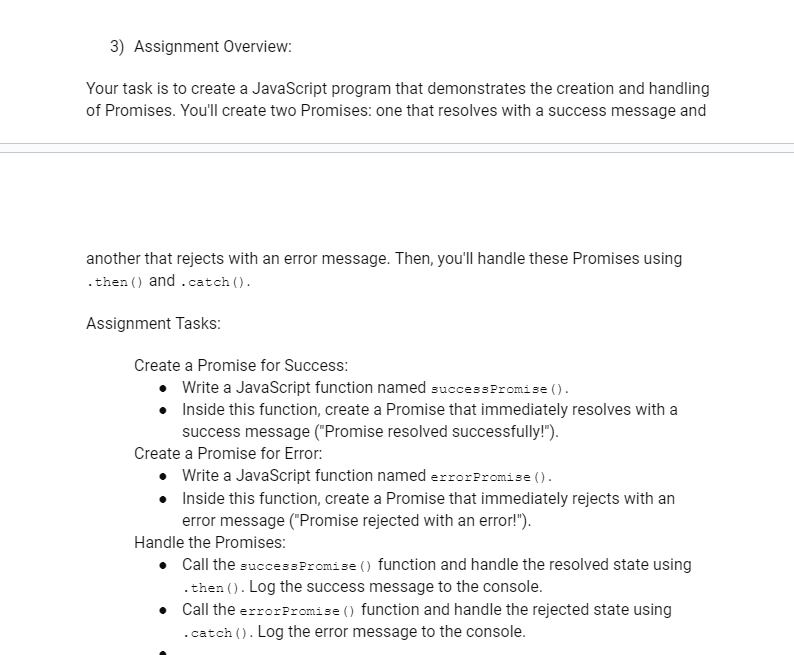 3) Assignment Overview:
Your task is to create a JavaScript program that demonstrates the creation and handling
of Promises. You'll create two Promises: one that resolves with a success message and
another that rejects with an error message. Then, you'll handle these Promises using
.then() and .catch().
Assignment Tasks:
Create a Promise for Success:
● Write a JavaScript function named successPromise().
● Inside this function, create a Promise that immediately resolves with a
success message ("Promise resolved successfully!").
Create a Promise for Error:
● Write a JavaScript function named errorPromise().
● Inside this function, create a Promise that immediately rejects with an
error message ("Promise rejected with an error!").
Handle the Promises:
● Call the successPromise() function and handle the resolved state using
.then(). Log the success message to the console.
● Call the errorPromise() function and handle the rejected state using
.catch(). Log the error message to the console.